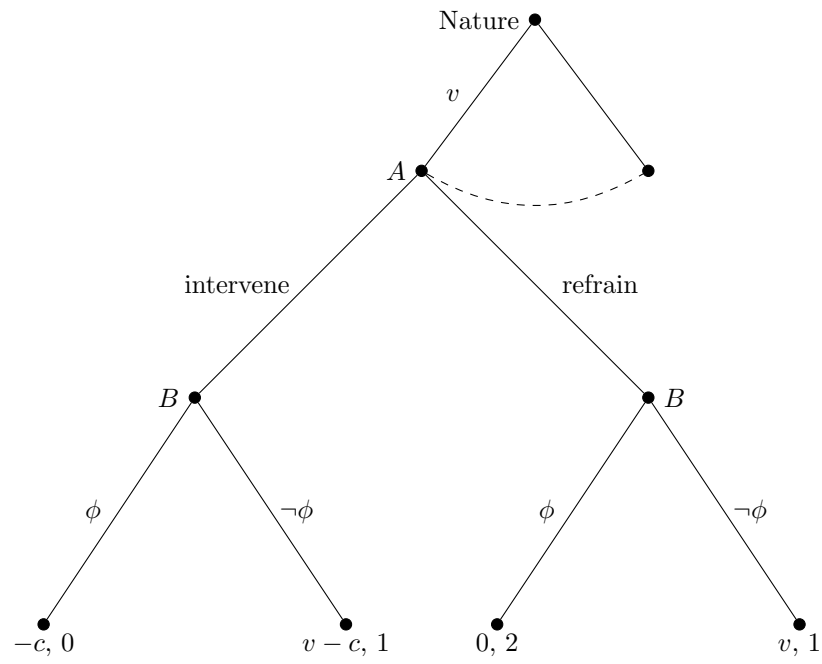 Nature
v
A
intervene
refrain
B
B
ϕ
¬ϕ
ϕ
¬ϕ
−c, 0
v − c, 1
0, 2
v, 1